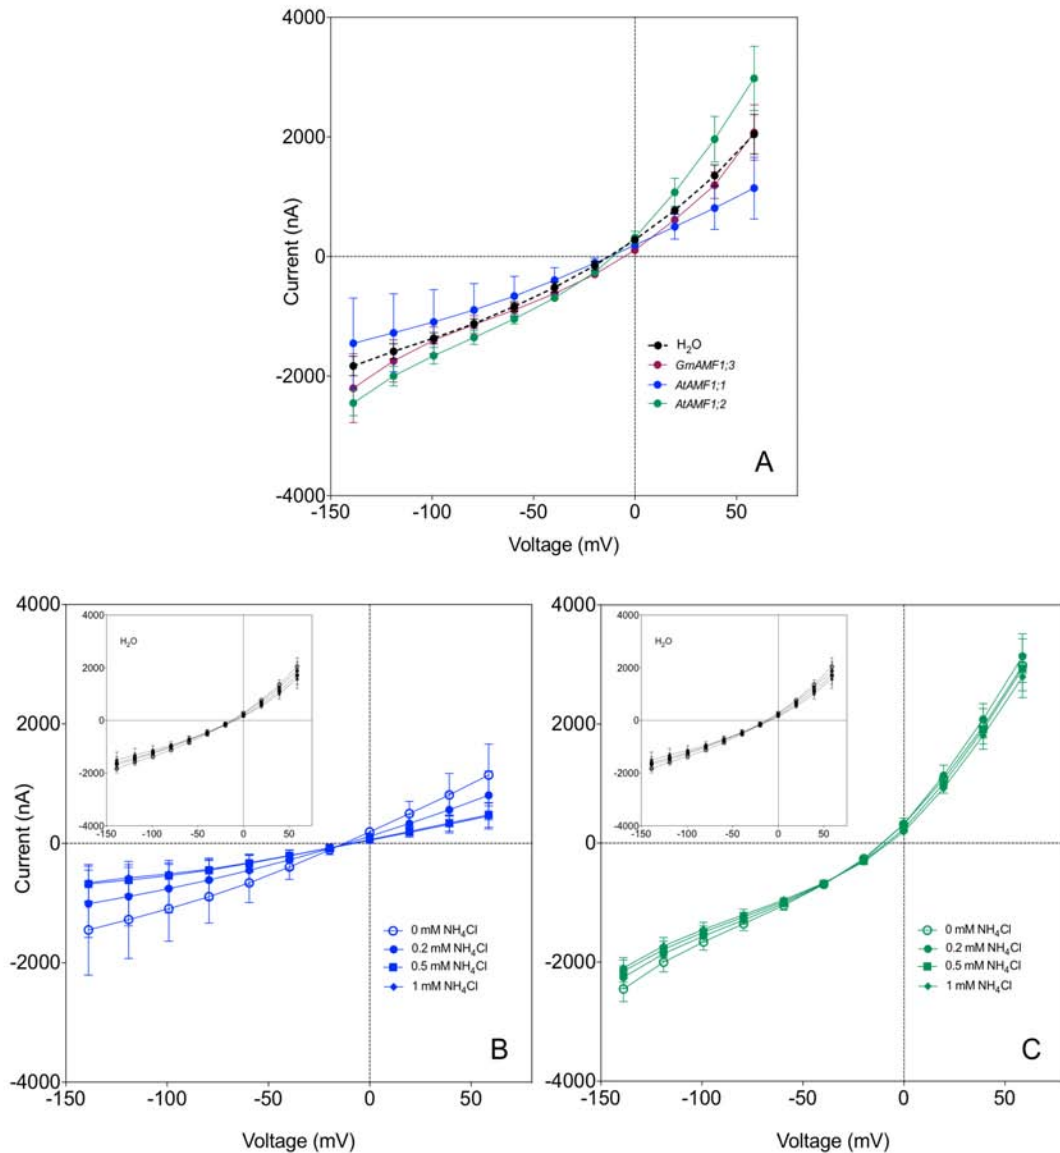 4000
2000
0
-2000
-4000
Current (nA)
-150
-100
-50
0
50
Voltage (mV)
H₂O
GmAMF1;3
AtAMF1;1
AtAMF1;2
A
4000
2000
0
-2000
-4000
Current (nA)
-150
-100
-50
0
50
Voltage (mV)
H₂O
4000
2000
0
-2000
-4000
-150
-100
-50
0
50
0 mM NH₄Cl
0.2 mM NH₄Cl
0.5 mM NH₄Cl
1 mM NH₄Cl
B
4000
2000
0
-2000
-4000
-150
-100
-50
0
50
Voltage (mV)
H₂O
4000
2000
0
-2000
-4000
-150
-100
-50
0
50
0 mM NH₄Cl
0.2 mM NH₄Cl
0.5 mM NH₄Cl
1 mM NH₄Cl
C